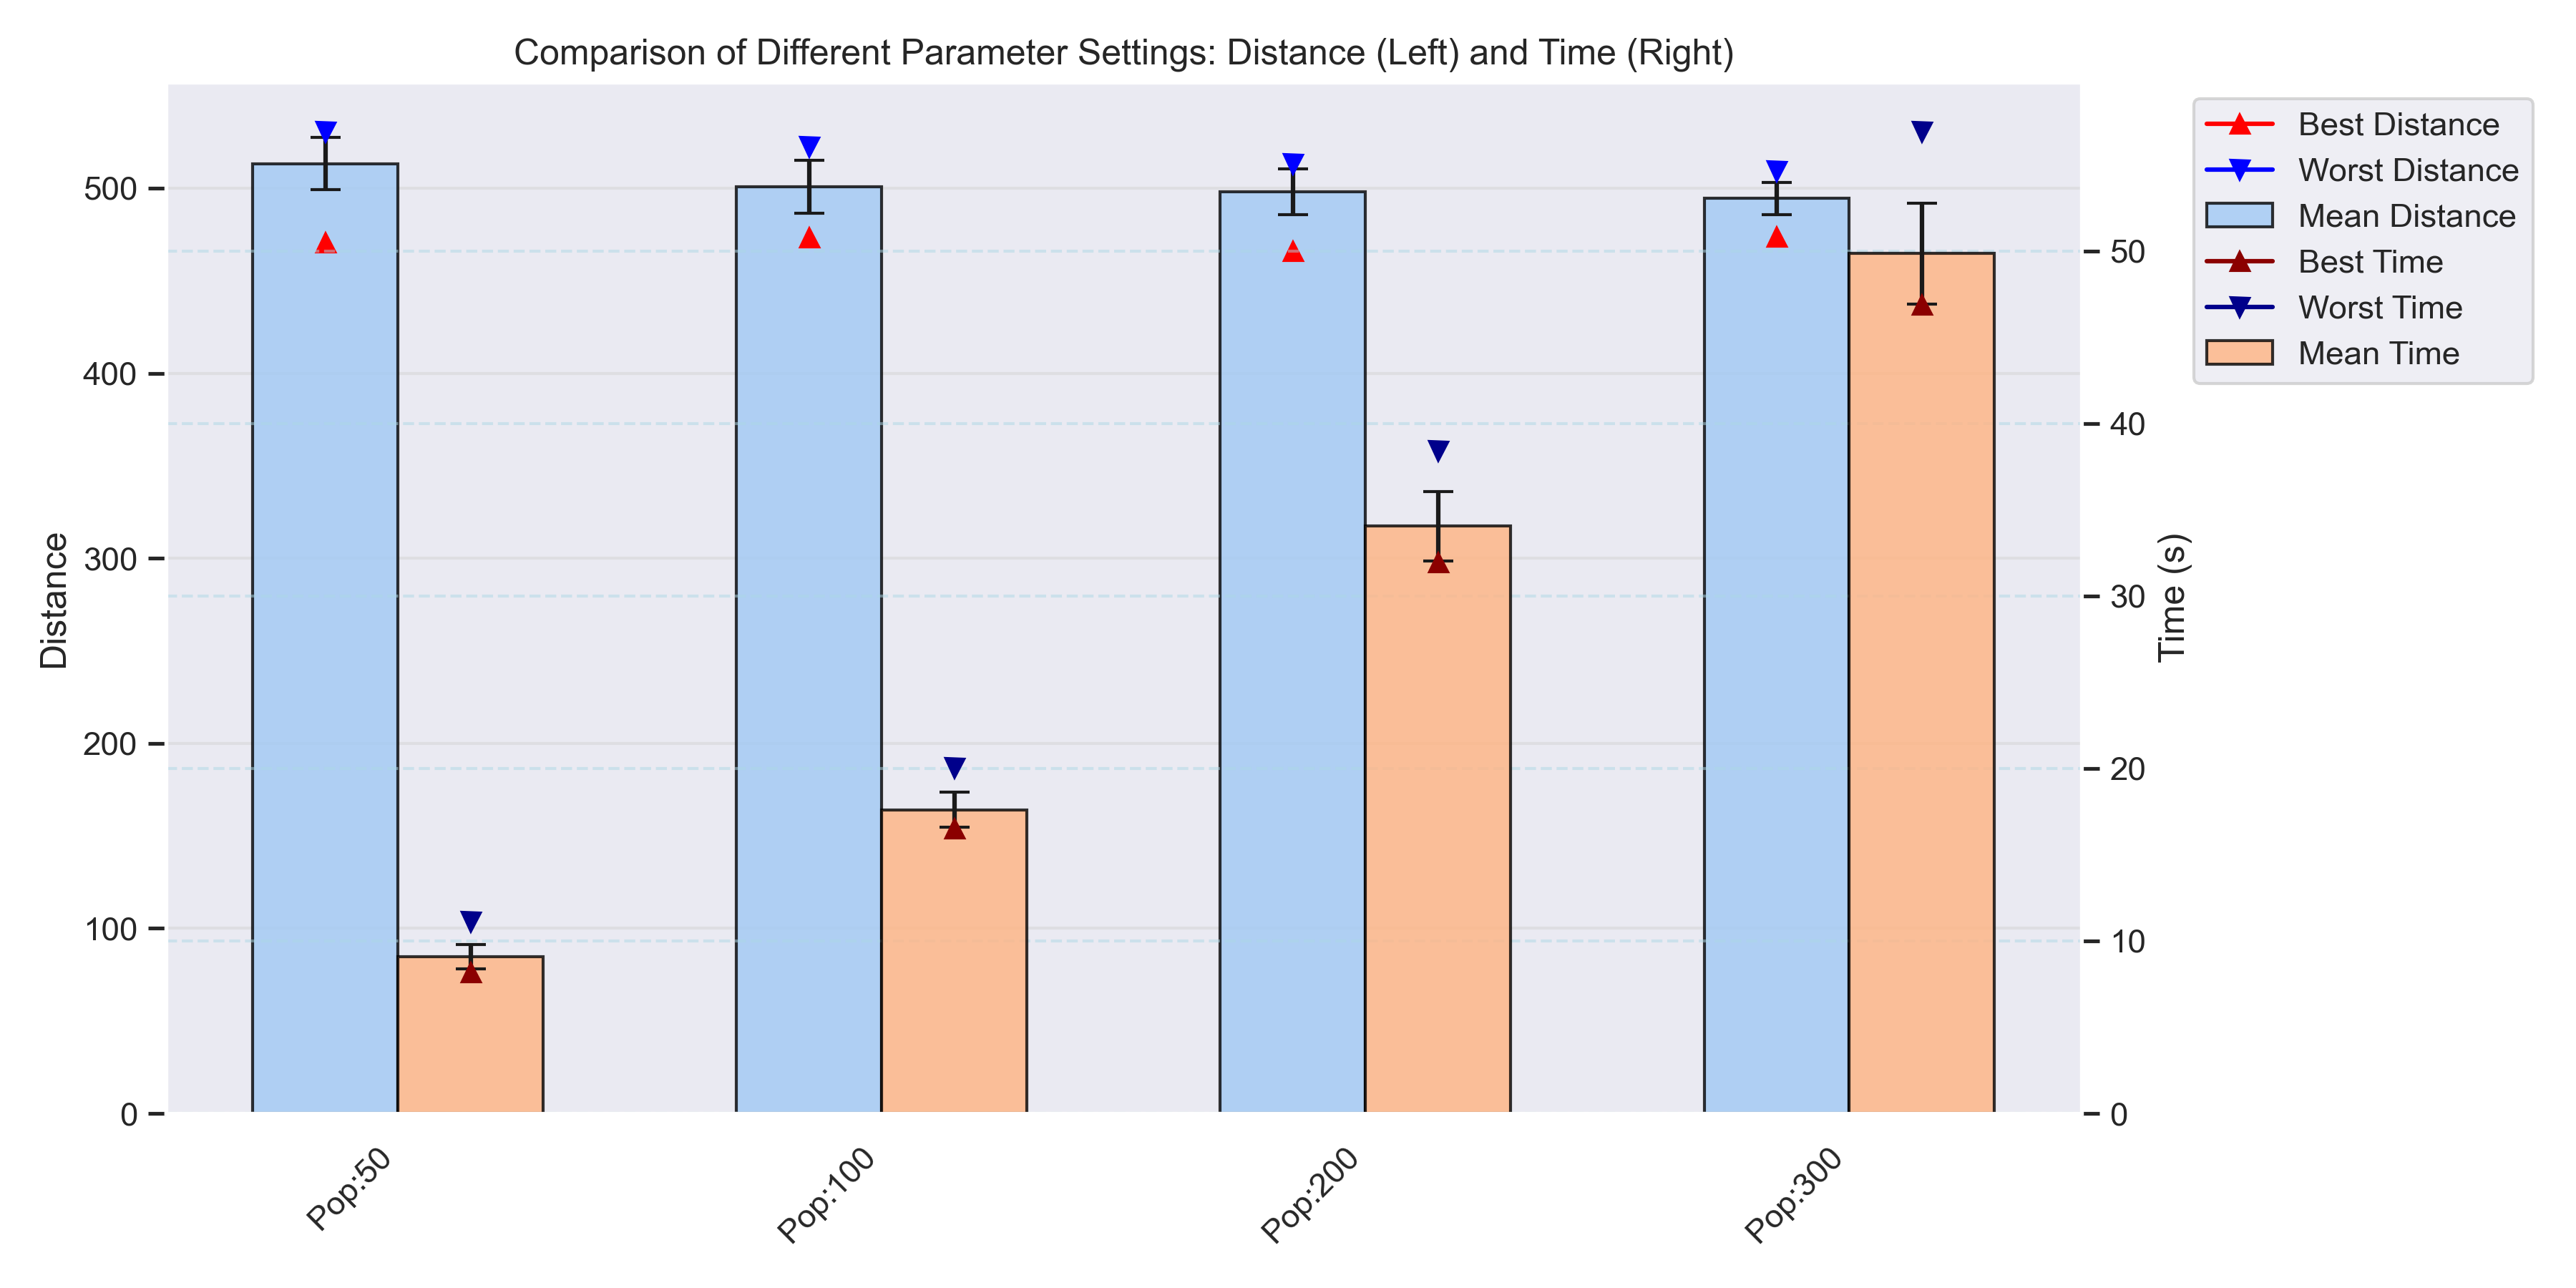 Comparison of Different Parameter Settings: Distance (Left) and Time (Right)
Best Distance
Worst Distance
Mean Distance
Best Time
Worst Time
Mean Time
Distance
500
400
300
200
100
0
Time (s)
50
40
30
20
10
0
Pop:50
Pop:100
Pop:200
Pop:300